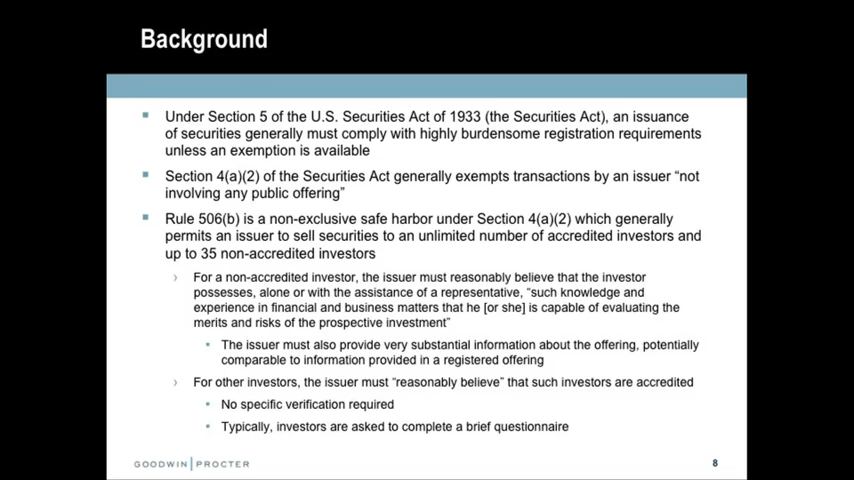 Background
Under Section 5 of the U.S. Securities Act of 1933 (the Securities Act), an issuance
of securities generally must comply with highly burdensome registration requirements
unless an exemption is available
Section 4(a)(2) of the Securities Act generally exempts transactions by an issuer “not
involving any public offering”
Rule 506(b) is a non-exclusive safe harbor under Section 4(a)(2) which generally
permits an issuer to sell securities to an unlimited number of accredited investors and
up to 35 non-accredited investors
For a non-accredited investor, the issuer must reasonably believe that the investor
possesses, alone or with the assistance of a representative, “such knowledge and
experience in financial and business matters that he [or she] is capable of evaluating the
merits and risks of the prospective investment”
The issuer must also provide very substantial information about the offering, potentially
comparable to information provided in a registered offering
For other investors, the issuer must “reasonably believe” that such investors are accredited
No specific verification required
Typically, investors are asked to complete a brief questionnaire
GOODWIN PROCTER
8